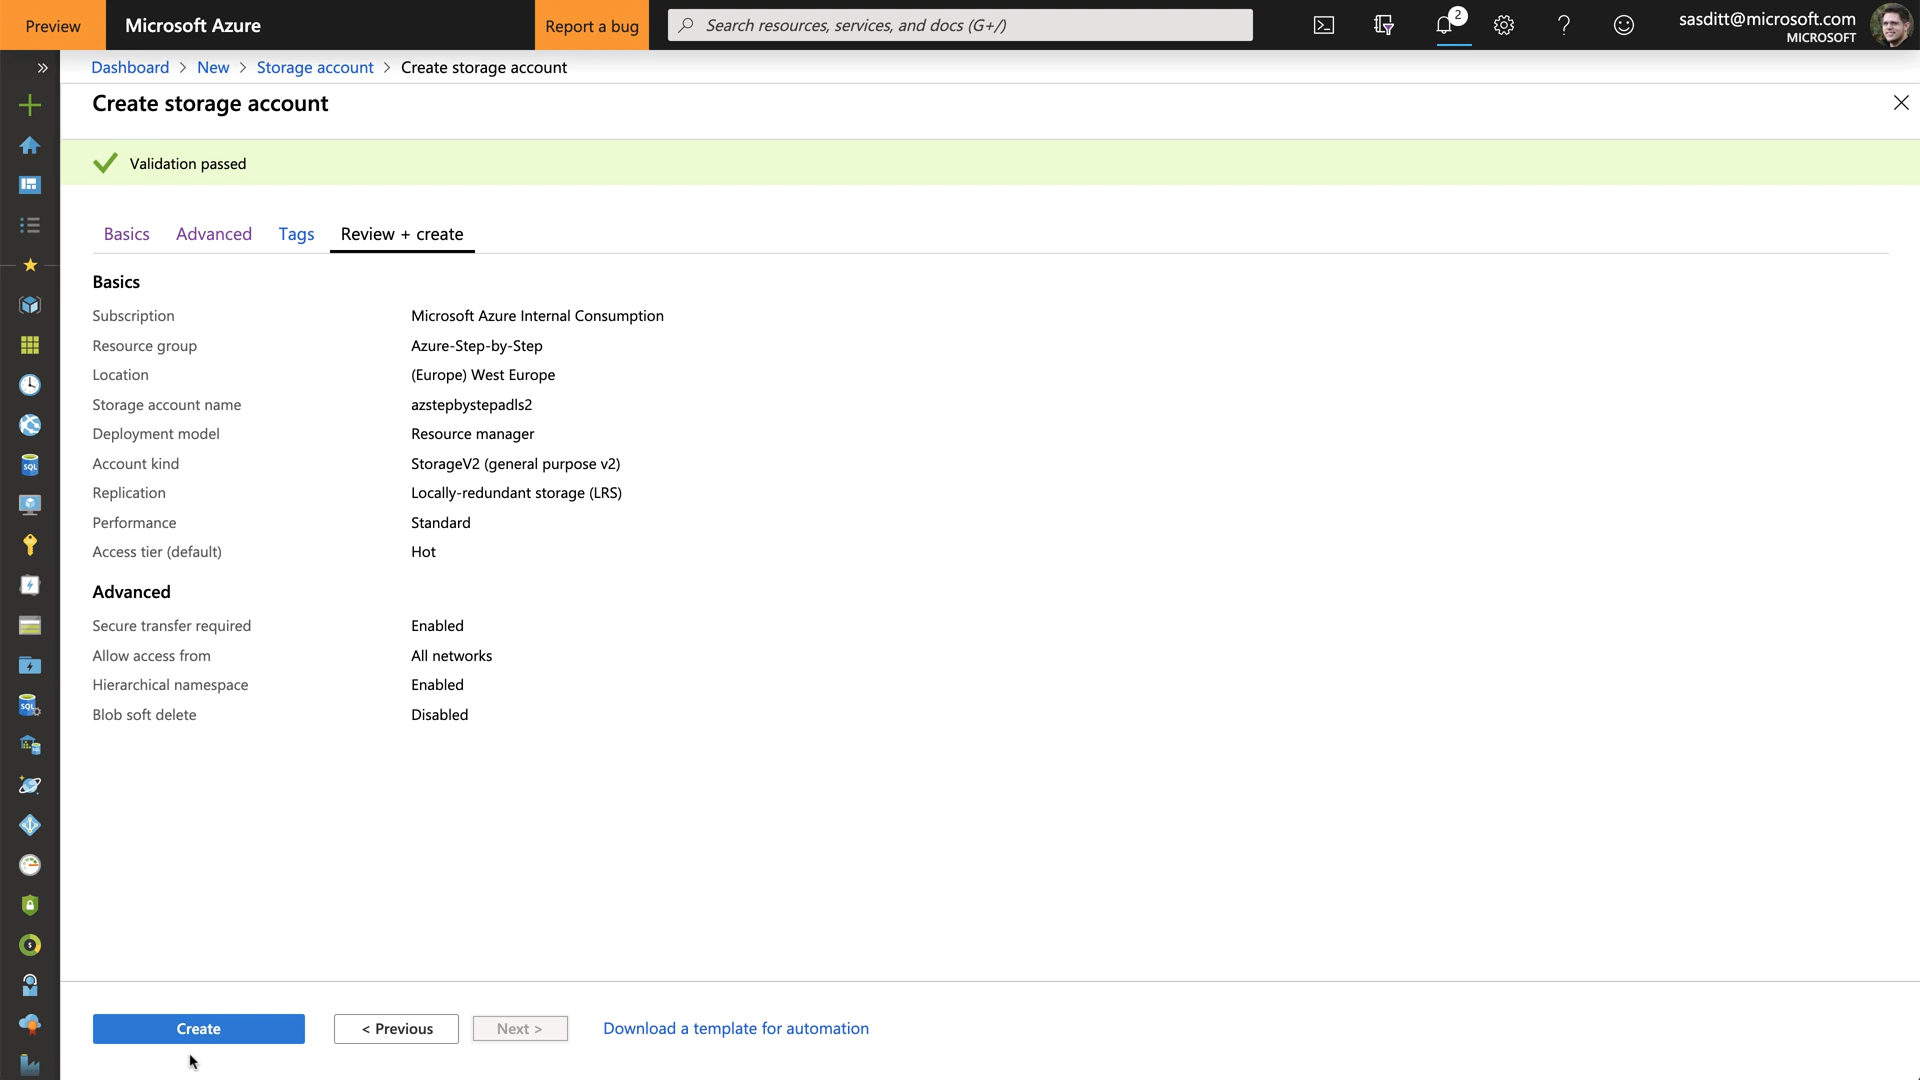 Preview
Microsoft Azure
Report a bug
Search resources, services, and docs (G+/)
2
sasditt@microsoft.com
MICROSOFT
Dashboard > New > Storage account > Create storage account
Create storage account
Validation passed
Basics Advanced Tags Review + create
Basics
Subscription Microsoft Azure Internal Consumption
Resource group Azure-Step-by-Step
Location (Europe) West Europe
Storage account name azstepbystepadls2
Deployment model Resource manager
Account kind StorageV2 (general purpose v2)
Replication Locally-redundant storage (LRS)
Performance Standard
Access tier (default) Hot
Advanced
Secure transfer required Enabled
Allow access from All networks
Hierarchical namespace Enabled
Blob soft delete Disabled
Create < Previous Next > Download a template for automation
SQL
SQL